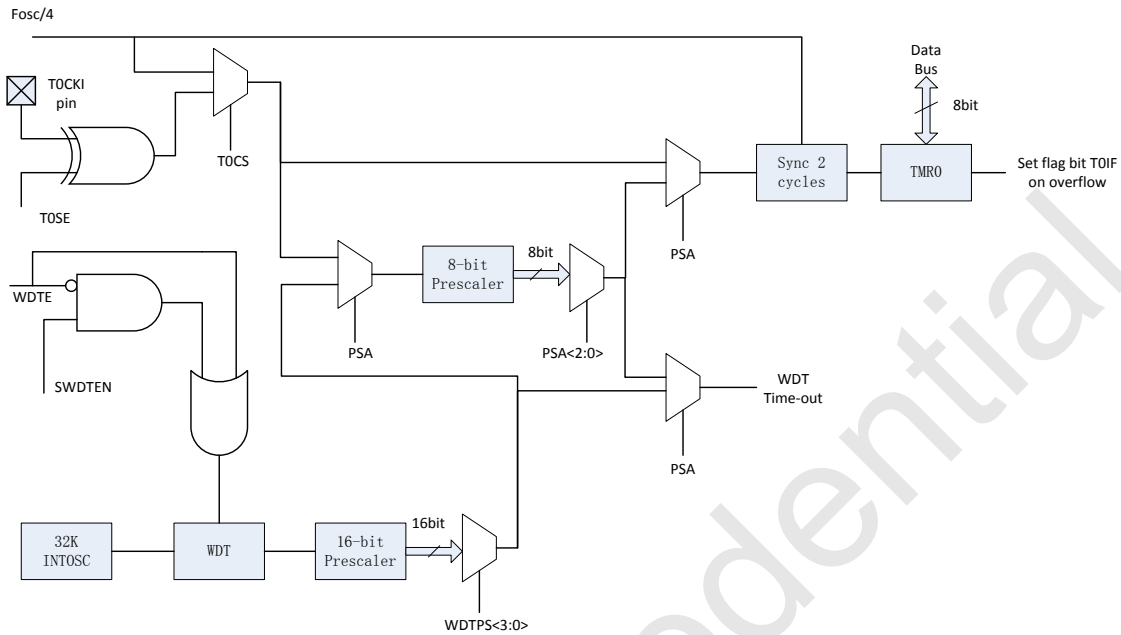 Fosc/4
T0CKI
pin
T0CS
T0SE
Data
Bus
8bit
Sync 2
cycles
TMRO
Set flag bit T0IF
on overflow
PSA
8-bit
Prescaler
8bit
PSA
PSA<2:0>
WDTE
SWDTEN
WDT
Time-out
PSA
32K
INTOSC
WDT
16-bit
Prescaler
16bit
WDTPS<3:0>